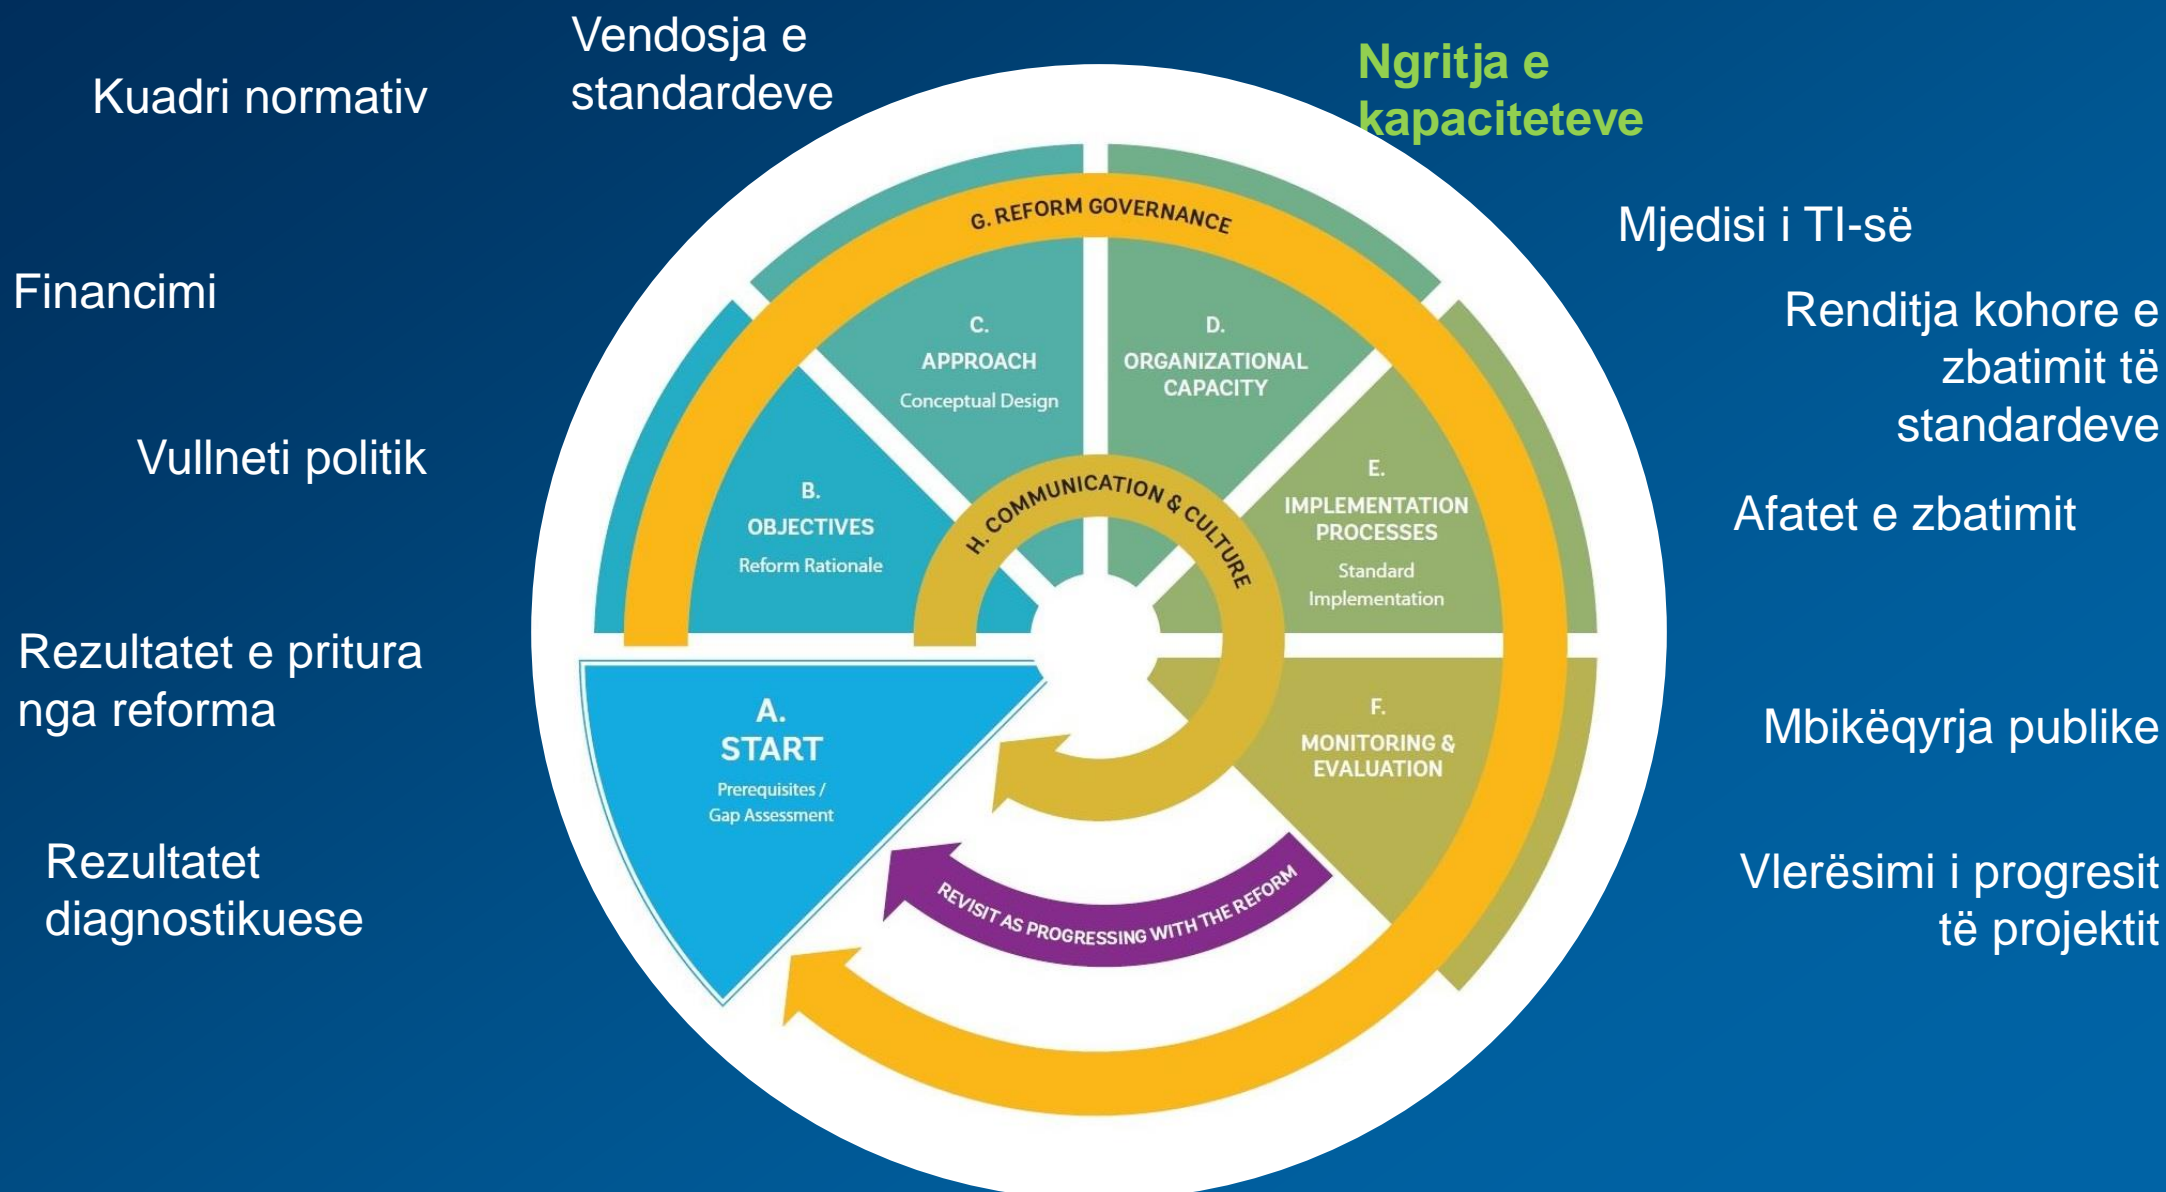 Vendosja e
standardeve
Kuadri normativ
Ngritja e
kapaciteteve
Financimi
Mjedisi i TI-së
Renditja kohore e
zbatimit të
standardeve
Vullneti politik
Afatet e zbatimit
Rezultatet e pritura
nga reforma
Mbikëqyrja publike
Rezultatet
diagnostikuese
Vlerësimi i progresit
të projektit
G. REFORM GOVERNANCE
C.
APPROACH
Conceptual Design
D.
ORGANIZATIONAL
CAPACITY
B.
OBJECTIVES
Reform Rationale
H. COMMUNICATION & CULTURE
E.
IMPLEMENTATION
PROCESSES
Standard
Implementation
A.
START
Prerequisites /
Gap Assessment
F.
MONITORING &
EVALUATION
REVISIT AS PROGRESSING WITH THE REFORM